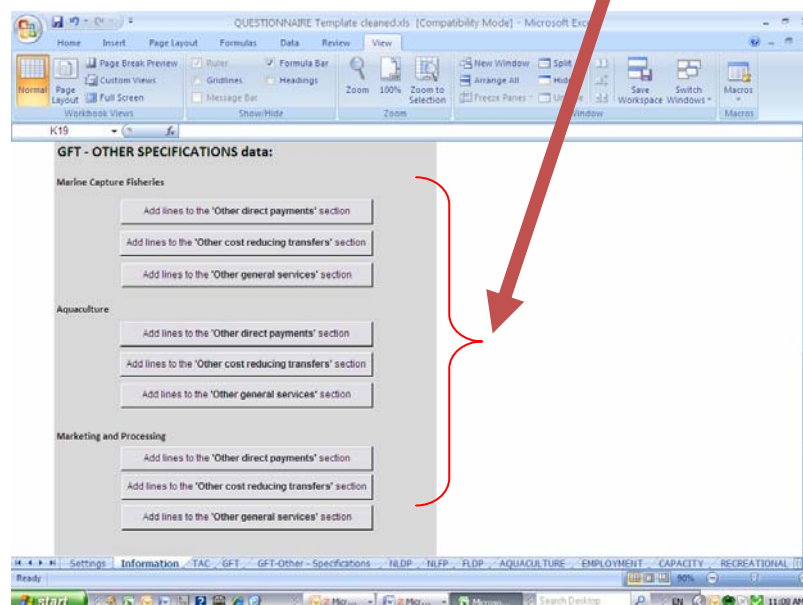 QUESTIONNAIRE Template cleaned.xls [Compatibility Mode] - Microsoft Exc
Home Insert Page Layout Formulas Data Review View
Normal Page Layout Page Break Preview Custom Views Full Screen Ruler Gridlines Message Bar Formula Bar Headings Zoom 100% Zoom to Selection New Window Arrange All Freeze Panes Split Save Workspace Switch Windows Macros
Workbook Views Show/Hide Zoom Window Macros
K19 fx
GFT - OTHER SPECIFICATIONS data:
Marine Capture Fisheries
Add lines to the 'Other direct payments' section
Add lines to the 'Other cost reducing transfers' section
Add lines to the 'Other general services' section
Aquaculture
Add lines to the 'Other direct payments' section
Add lines to the 'Other cost reducing transfers' section
Add lines to the 'Other general services' section
Marketing and Processing
Add lines to the 'Other direct payments' section
Add lines to the 'Other cost reducing transfers' section
Add lines to the 'Other general services' section
Settings Information TAC GFT GFT-Other - Specifications NLDP NLFP FLDP AQUACULTURE EMPLOYMENT CAPACITY RECREATIONAL
Ready 90%
start Search Desktop EN 11:00 AM